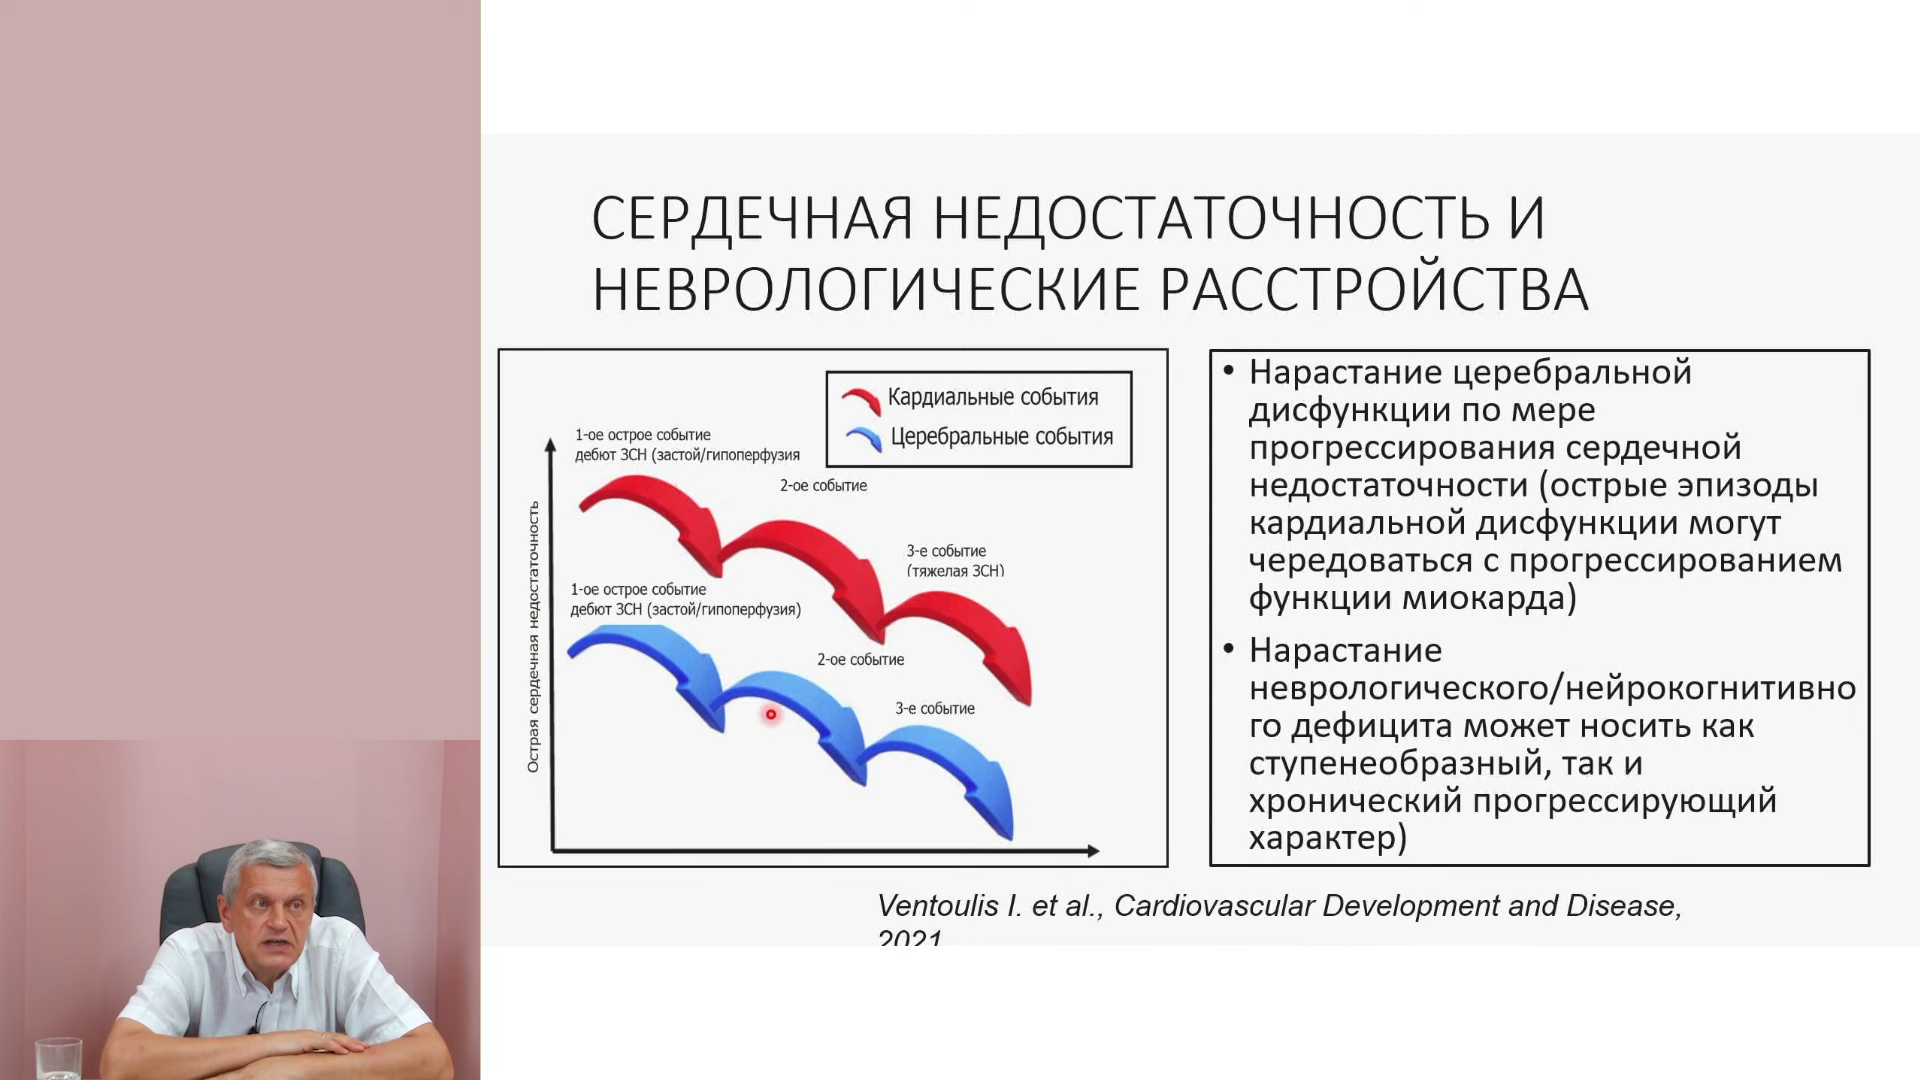 СЕРДЕЧНАЯ НЕДОСТАТОЧНОСТЬ И
НЕВРОЛОГИЧЕСКИЕ РАССТРОЙСТВА
Кардиальные события
Церебральные события
1-ое острое событие
дебют ЗСН (застой/гипоперфузия
2-ое событие
3-е событие
(тяжелая ЗСН)
1-ое острое событие
дебют ЗСН (застой/гипоперфузия)
2-ое событие
3-е событие
Острая сердечная недостаточность
• Нарастание церебральной
дисфункции по мере
прогрессирования сердечной
недостаточности (острые эпизоды
кардиальной дисфункции могут
чередоваться с прогрессированием
функции миокарда)
• Нарастание
неврологического/нейрокогнитивно
го дефицита может носить как
ступенеобразный, так и
хронический прогрессирующий
характер)
Ventoulis I. et al., Cardiovascular Development and Disease,
2021